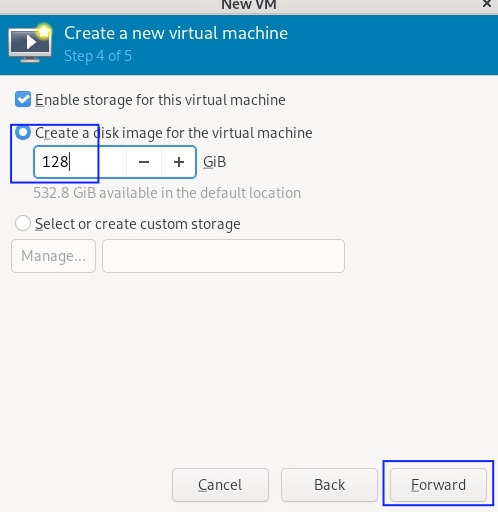 New VM
Create a new virtual machine
Step 4 of 5
Enable storage for this virtual machine
Create a disk image for the virtual machine
128 − + GiB
532.8 GiB available in the default location
Select or create custom storage
Manage...
Cancel Back Forward